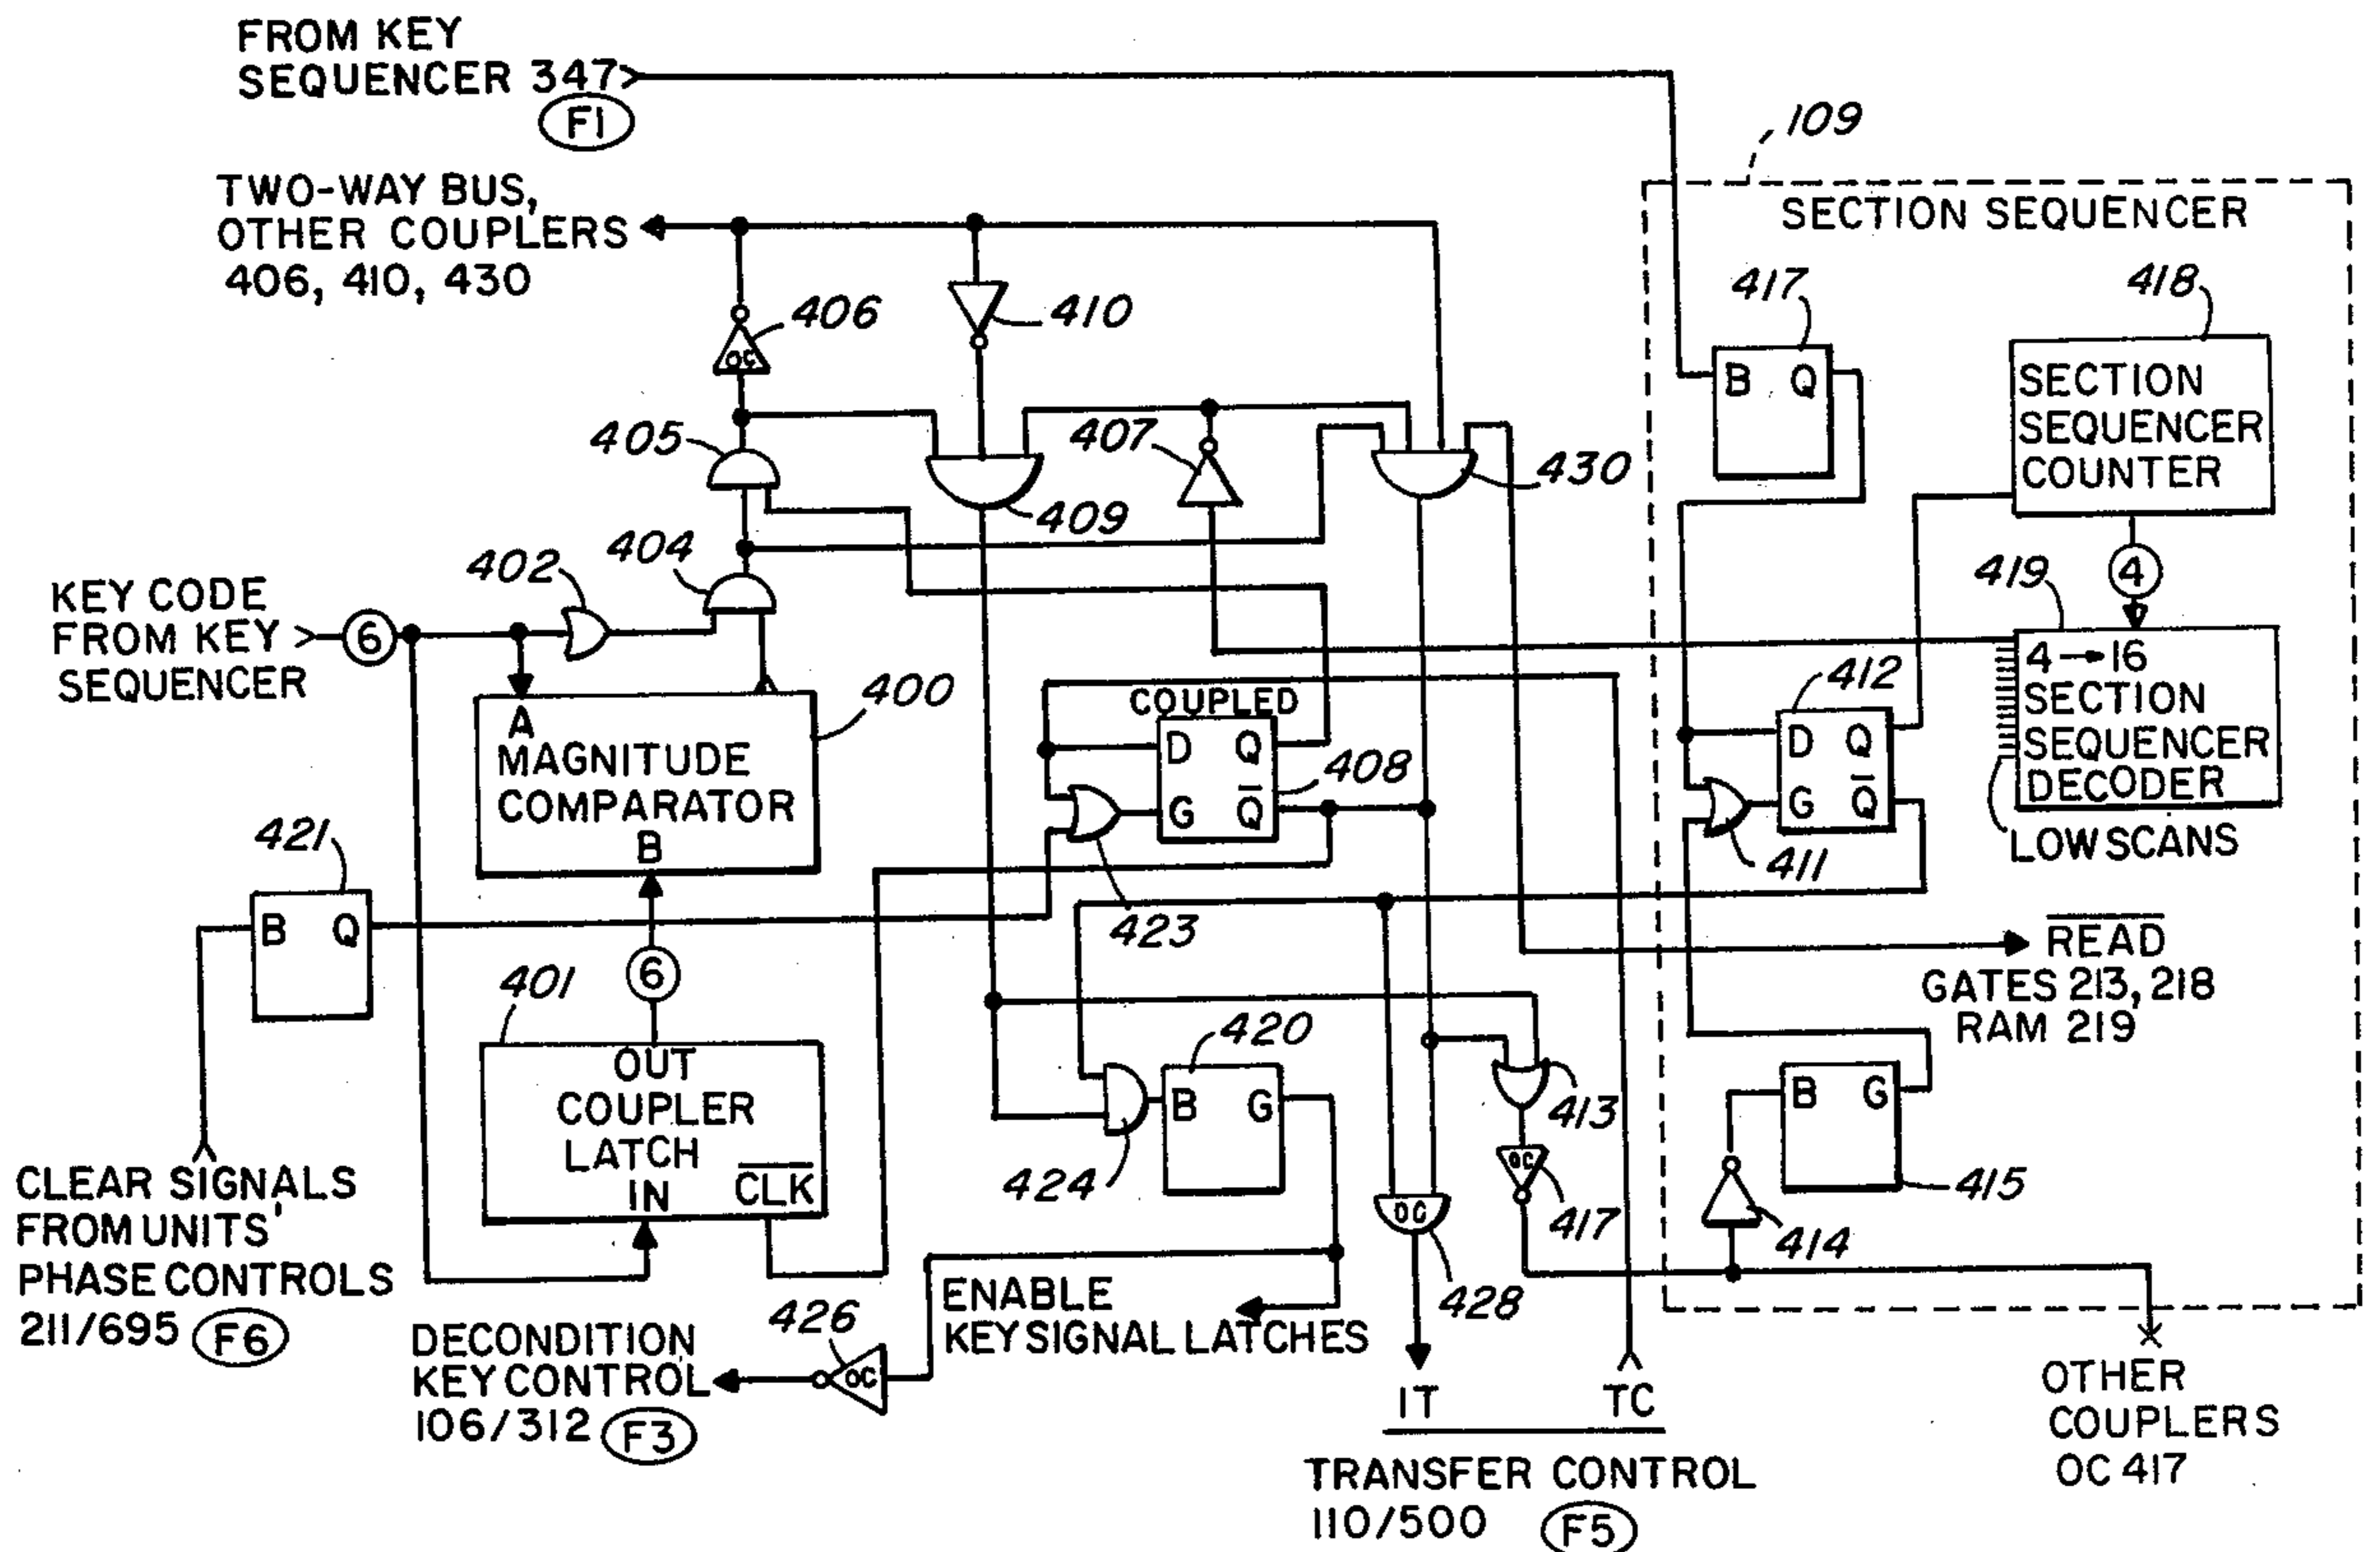 FROM KEY
SEQUENCER 347
F1
109
TWO-WAY BUS,
OTHER COUPLERS
406, 410, 430
SECTION SEQUENCER
406
410
417
B Q
418
SECTION
SEQUENCER
COUNTER
OC
405
407
430
409
402
404
4
419
KEY CODE
FROM KEY
SEQUENCER
6
4→16
SECTION
SEQUENCER
DECODER
LOW SCANS
400
A
MAGNITUDE
COMPARATOR
B
COUPLED
D Q
G Q̅
408
412
D Q
G Q̅
411
421
B Q
423
R̅E̅A̅D̅
GATES 213, 218
RAM 219
6
401
OUT
COUPLER
LATCH
IN C̅L̅K̅
420
B G
424
413
OC
417
B G
415
414
CLEAR SIGNALS
FROM UNITS'
PHASE CONTROLS
211/695 F6
OC
428
ENABLE
KEY SIGNAL LATCHES
426
OC
DECONDITION
KEY CONTROL
106/312 F3
IT TC
TRANSFER CONTROL
110/500 F5
OTHER
COUPLERS
OC 417